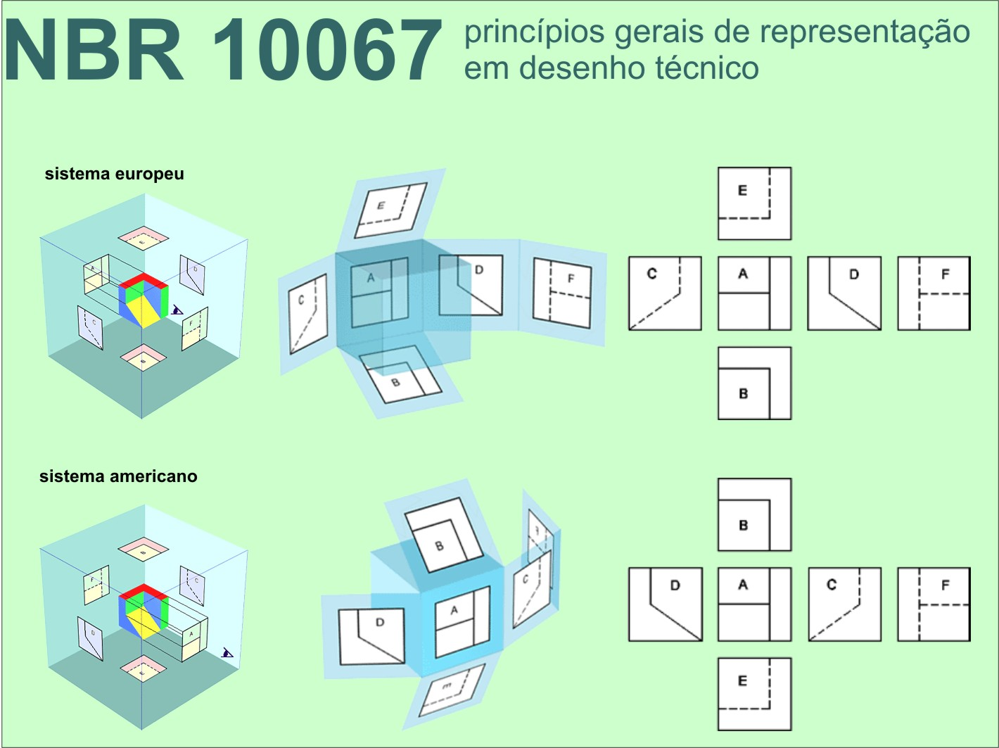 NBR 10067
princípios gerais de representação
em desenho técnico
sistema europeu
E
A
D
C
F
F
B
E
A
D
F
C
B
E
C
A
D
F
B
sistema americano
B
F
C
D
A
E
B
F
C
A
D
E
B
D
A
C
F
E